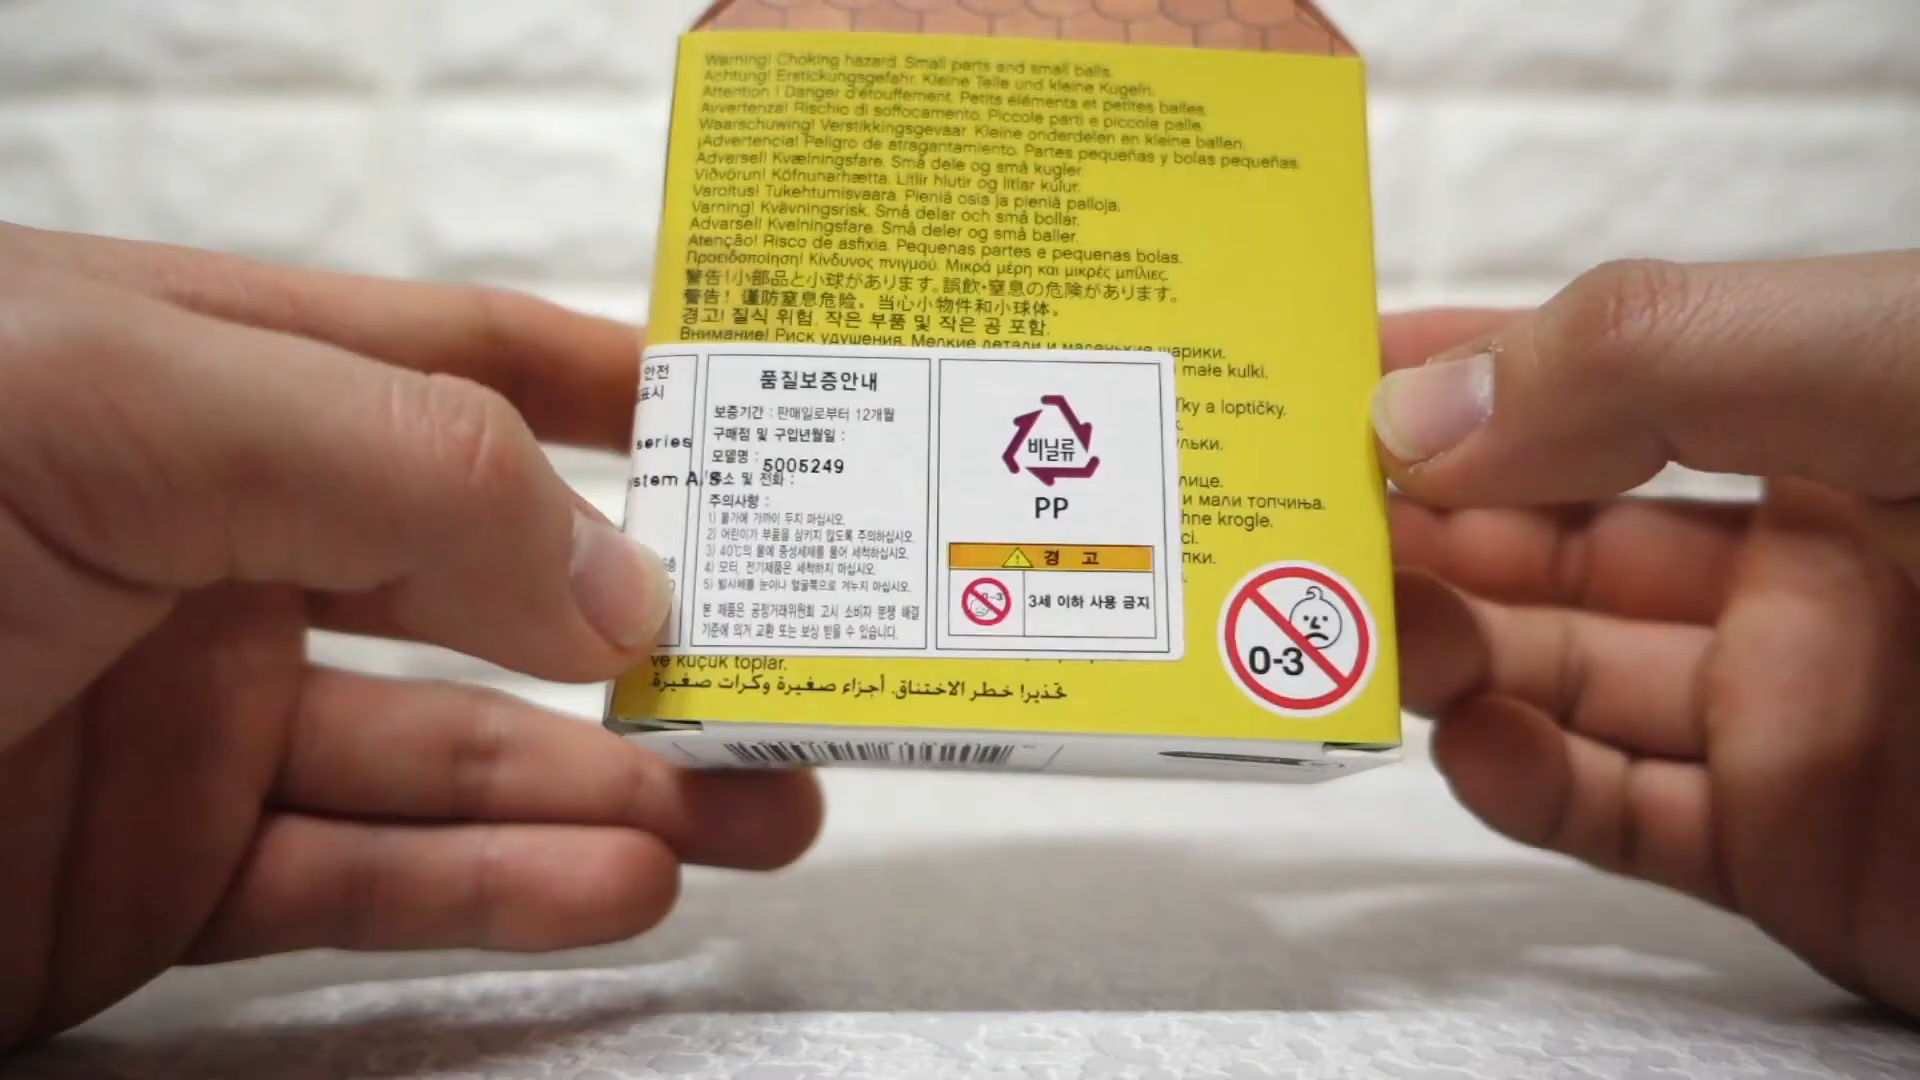 Warning! Choking hazard. Small parts and small balls.
Achtung! Erstickungsgefahr. Kleine Teile und kleine Kugeln.
Attention ! Danger d'étouffement. Petits éléments et petites balles.
Avvertenza! Rischio di soffocamento. Piccole parti e piccole palle.
Waarschuwing! Verstikkingsgevaar. Kleine onderdelen en kleine ballen.
¡Advertencia! Peligro de atragantamiento. Partes pequeñas y bolas pequeñas.
Advarsel! Kvælningsfare. Små dele og små kugler.
Viðvörun! Köfnunarhætta. Litlir hlutir og litlar kúlur.
Varoitus! Tukehtumisvaara. Pieniä osia ja pieniä palloja.
Varning! Kvävningsrisk. Små delar och små bollar.
Advarsel! Kvelningsfare. Små deler og små baller.
Atenção! Risco de asfixia. Pequenas partes e pequenas bolas.
Προειδοποίηση! Κίνδυνος πνιγμού. Μικρά μέρη και μικρές μπίλιες.
警告!小部品と小球があります。誤飲・窒息の危険があります。
警告！谨防窒息危险。当心小物件和小球体。
경고! 질식 위험. 작은 부품 및 작은 공 포함.
Внимание! Риск удушения. Мелкие детали и маленькие шарики.
małe kulki.
ľky a loptičky.
ульки.
лице.
и мали топчиња.
hne krogle.
ci.
пки.
안전
표시
series
ystem A/S
품질보증안내
보증기간 : 판매일로부터 12개월
구매점 및 구입년월일 :
모델명 : 5005249
주소 및 전화 :
주의사항 :
1) 불가에 가까이 두지 마십시오.
2) 어린이가 부품을 삼키지 않도록 주의하십시오.
3) 40℃의 물에 중성세제를 풀어 세척하십시오.
4) 모터, 전기제품은 세척하지 마십시오.
5) 발사체를 눈이나 얼굴쪽으로 겨누지 마십시오.
본 제품은 공정거래위원회 고시 소비자 분쟁 해결
기준에 의거 교환 또는 보상 받을 수 있습니다.
비닐류
PP
경 고
0-3
3세 이하 사용 금지
0-3
ve küçük toplar.
تحذير! خطر الاختناق. أجزاء صغيرة وكرات صغيرة.